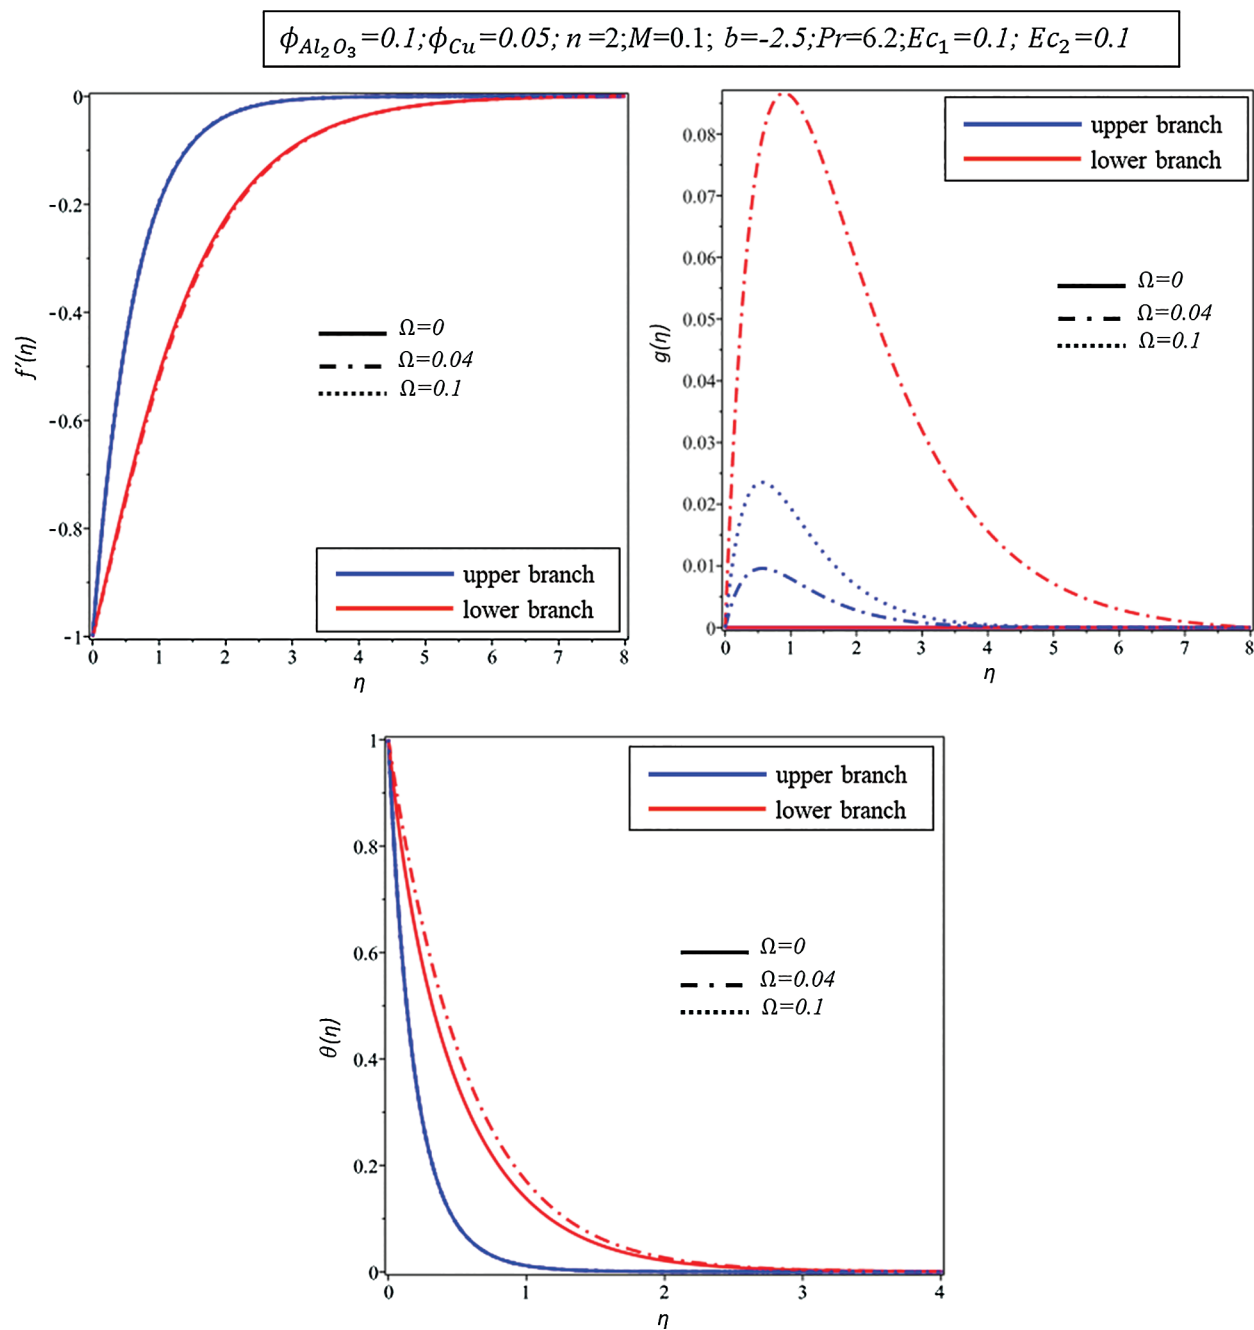 ϕ_{Al₂O₃}=0.1;ϕ_{Cu}=0.05; n =2;M=0.1; b=-2.5;Pr=6.2;Ec₁=0.1; Ec₂=0.1
0
-0.2
-0.4
-0.6
-0.8
-1
f'(η)
Ω=0
Ω=0.04
Ω=0.1
upper branch
lower branch
0 1 2 3 4 5 6 7 8
η
upper branch
lower branch
0.08
0.07
0.06
0.05
0.04
0.03
0.02
0.01
0
g(η)
Ω=0
Ω=0.04
Ω=0.1
0 1 2 3 4 5 6 7 8
η
upper branch
lower branch
1
0.8
0.6
0.4
0.2
0
θ(η)
Ω=0
Ω=0.04
Ω=0.1
0 1 2 3 4
η